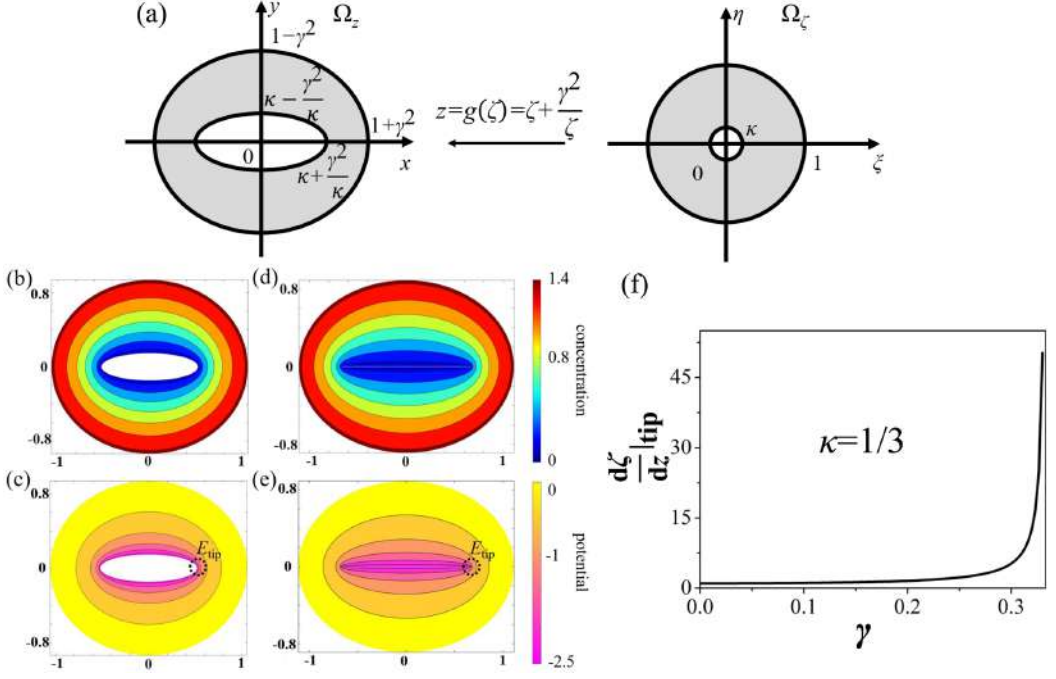 (a)
y
Ω_z
1−γ²
κ − γ²/κ
1+γ²
0
κ + γ²/κ
x
z=g(ζ)=ζ+γ²/ζ
η
Ω_ζ
κ
0
1
ξ
(b)
0.8
0
-0.8
-1 0 1
(d)
0.8
0
-0.8
-1 0 1
1.4
0.8
0
concentration
(c)
0.8
0
-0.8
-1 0 1
E_tip
(e)
0.8
0
-0.8
-1 0 1
E_tip
0
-1
-2.5
potential
(f)
dζ/dz|tip
45
30
15
0
κ=1/3
0.0 0.1 0.2 0.3
γ